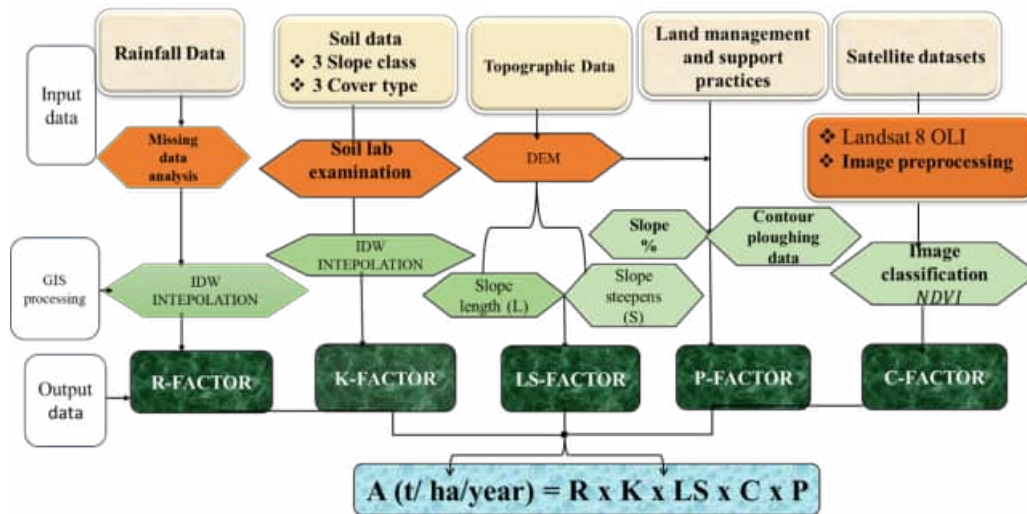 Input
data
Rainfall Data
Soil data
❖ 3 Slope class
❖ 3 Cover type
Topographic Data
Land management
and support
practices
Satellite datasets
Missing
data
analysis
Soil lab
examination
DEM
❖ Landsat 8 OLI
❖ Image preprocessing
GIS
processing
IDW
INTEPOLATION
IDW
INTEPOLATION
Slope
length (L)
Slope
steepens
(S)
Slope
%
Contour
ploughing
data
Image
classification
NDVI
Output
data
R-FACTOR
K-FACTOR
LS-FACTOR
P-FACTOR
C-FACTOR
A (t/ ha/year) = R x K x LS x C x P